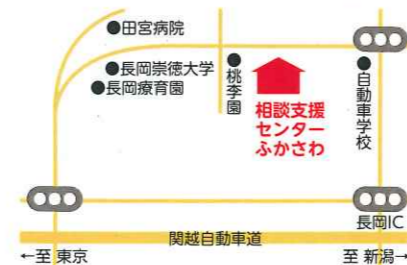 ●田宮病院
●長岡崇徳大学
●長岡療育園
●桃李園
相談支援
センター
ふかさわ
●自動車学校
長岡IC
関越自動車道
←至 東京
至 新潟→